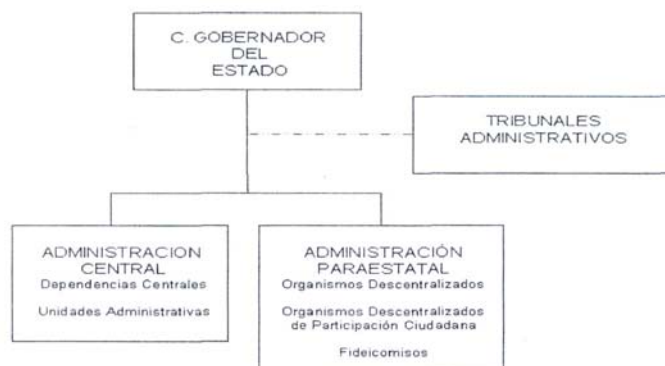 C. GOBERNADOR
DEL
ESTADO
TRIBUNALES
ADMINISTRATIVOS
ADMINISTRACION
CENTRAL
Dependencias Centrales
Unidades Administrativas
ADMINISTRACIÓN
PARAESTATAL
Organismos Descentralizados
Organismos Descentralizados
de Participación Ciudadana
Fideicomisos